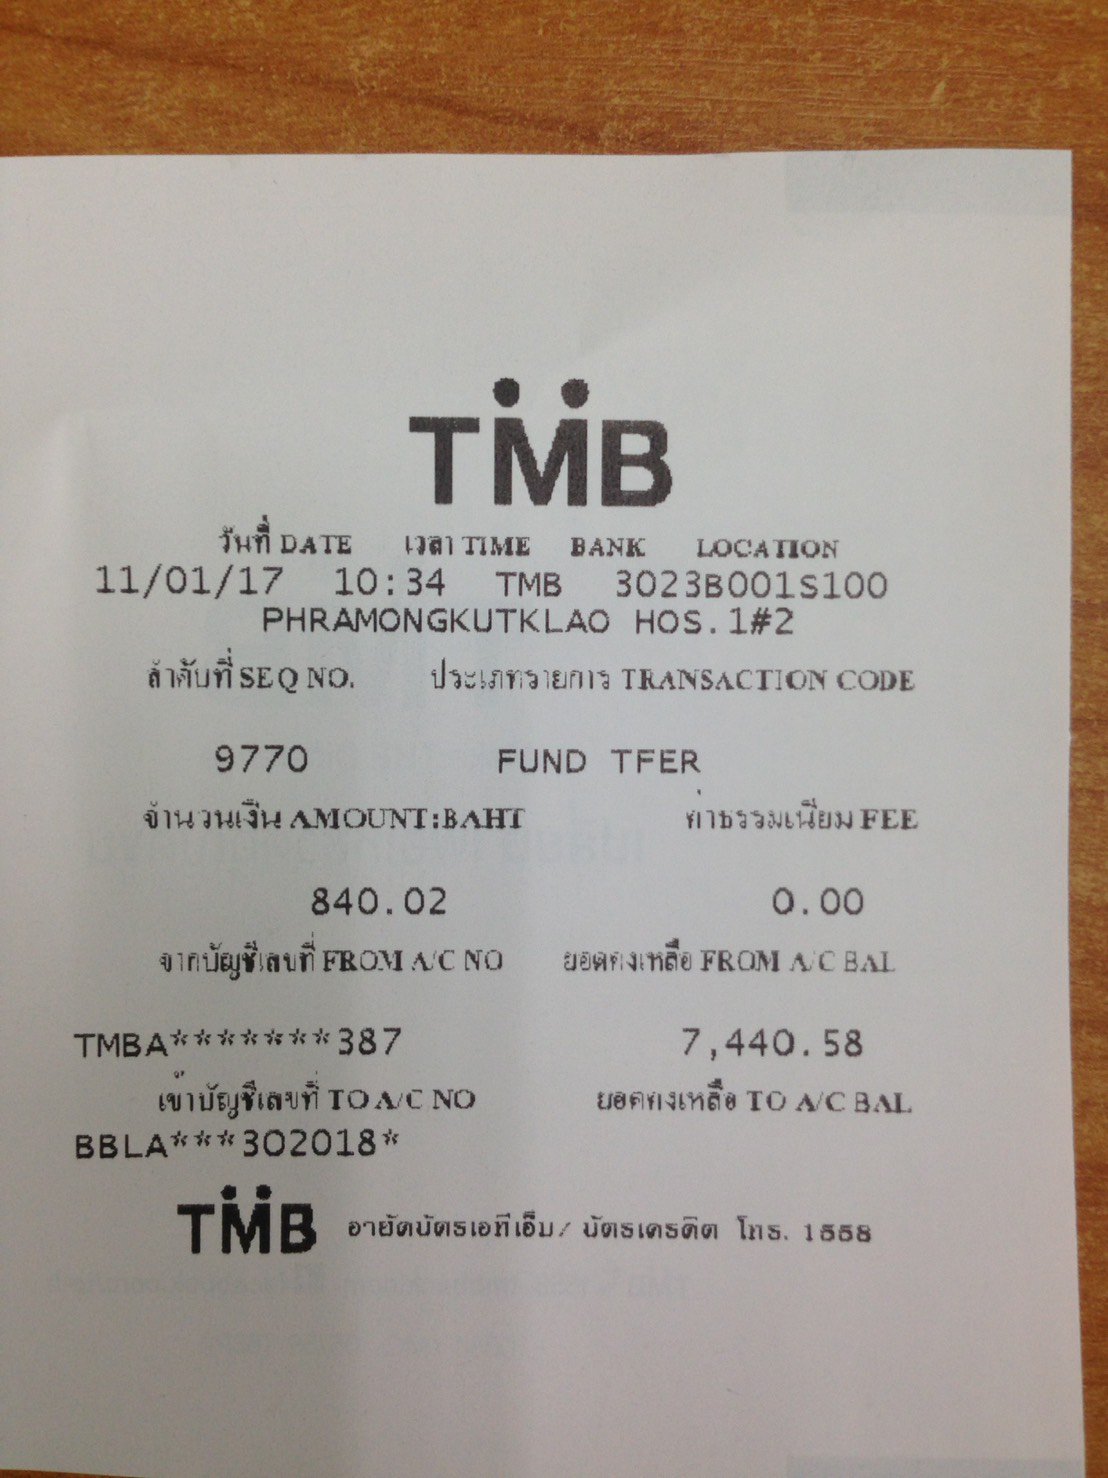 TMB
วันที่ DATE เวลา TIME BANK LOCATION
11/01/17 10:34 TMB 3023B001S100
PHRAMONGKUTKLAO HOS.1#2
ลำดับที่ SEQ NO. ประเภทรายการ TRANSACTION CODE
9770 FUND TFER
จำนวนเงิน AMOUNT:BAHT ค่าธรรมเนียม FEE
840.02 0.00
จากบัญชีเลขที่ FROM A/C NO ยอดคงเหลือ FROM A/C BAL
TMBA*******387 7,440.58
เข้าบัญชีเลขที่ TO A/C NO ยอดคงเหลือ TO A/C BAL
BBLA***302018*
TMB อายัดบัตรเอทีเอ็ม/ บัตรเครดิต โทร. 1558